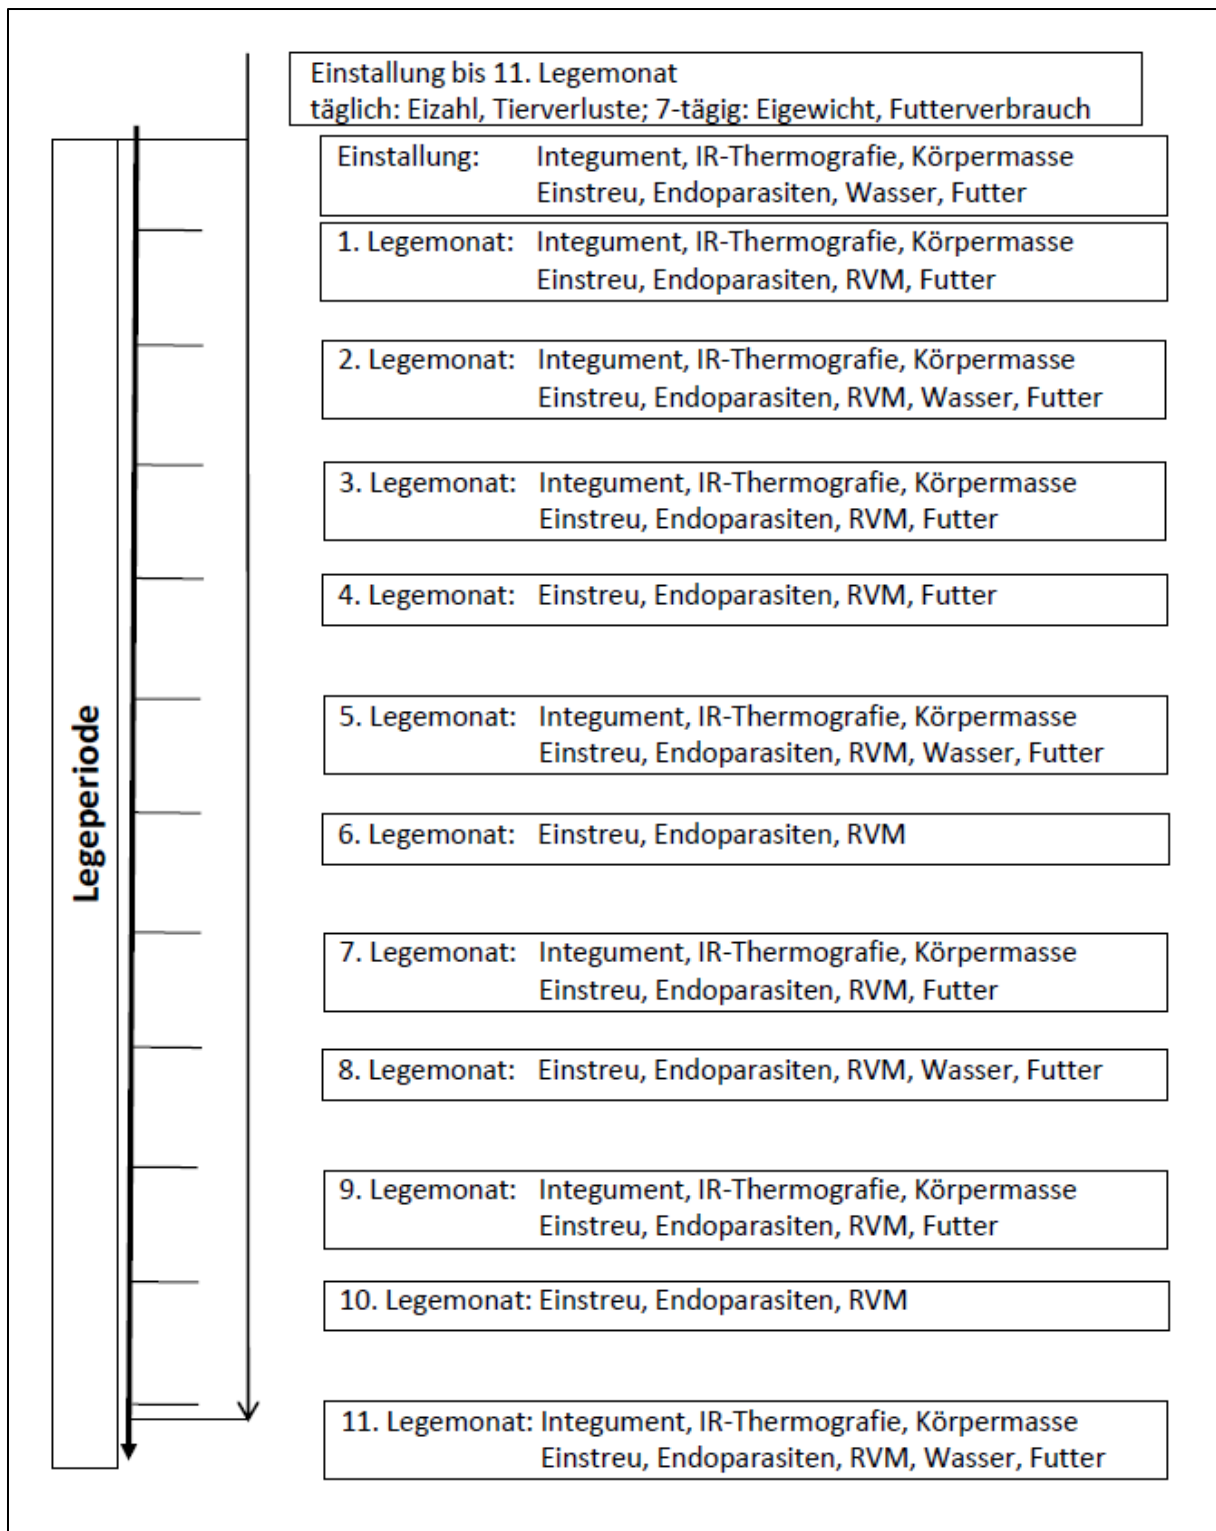 Einstallung bis 11. Legemonat
täglich: Eizahl, Tierverluste; 7-tägig: Eigewicht, Futterverbrauch
Einstallung: Integument, IR-Thermografie, Körpermasse
Einstreu, Endoparasiten, Wasser, Futter
1. Legemonat: Integument, IR-Thermografie, Körpermasse
Einstreu, Endoparasiten, RVM, Futter
2. Legemonat: Integument, IR-Thermografie, Körpermasse
Einstreu, Endoparasiten, RVM, Wasser, Futter
3. Legemonat: Integument, IR-Thermografie, Körpermasse
Einstreu, Endoparasiten, RVM, Futter
4. Legemonat: Einstreu, Endoparasiten, RVM, Futter
5. Legemonat: Integument, IR-Thermografie, Körpermasse
Einstreu, Endoparasiten, RVM, Wasser, Futter
Legeperiode
6. Legemonat: Einstreu, Endoparasiten, RVM
7. Legemonat: Integument, IR-Thermografie, Körpermasse
Einstreu, Endoparasiten, RVM, Futter
8. Legemonat: Einstreu, Endoparasiten, RVM, Wasser, Futter
9. Legemonat: Integument, IR-Thermografie, Körpermasse
Einstreu, Endoparasiten, RVM, Futter
10. Legemonat: Einstreu, Endoparasiten, RVM
11. Legemonat: Integument, IR-Thermografie, Körpermasse
Einstreu, Endoparasiten, RVM, Wasser, Futter